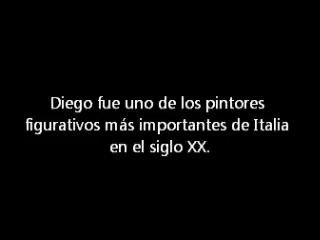 Diego fue uno de los pintores
figurativos más importantes de Italia
en el siglo XX.